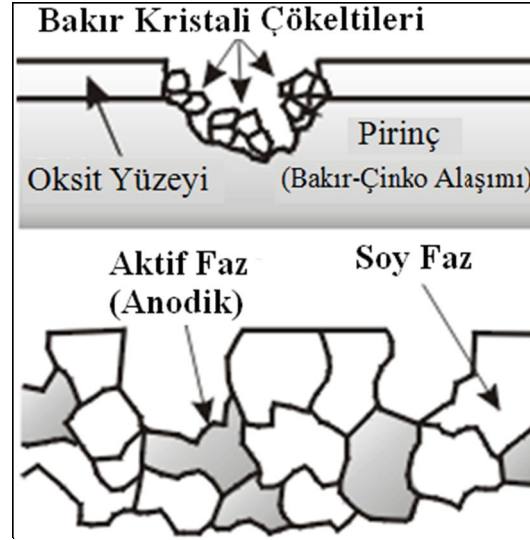 Bakır Kristali Çökeltileri
Pirinç
Oksit Yüzeyi
(Bakır-Çinko Alaşımı)
Aktif Faz
(Anodik)
Soy Faz